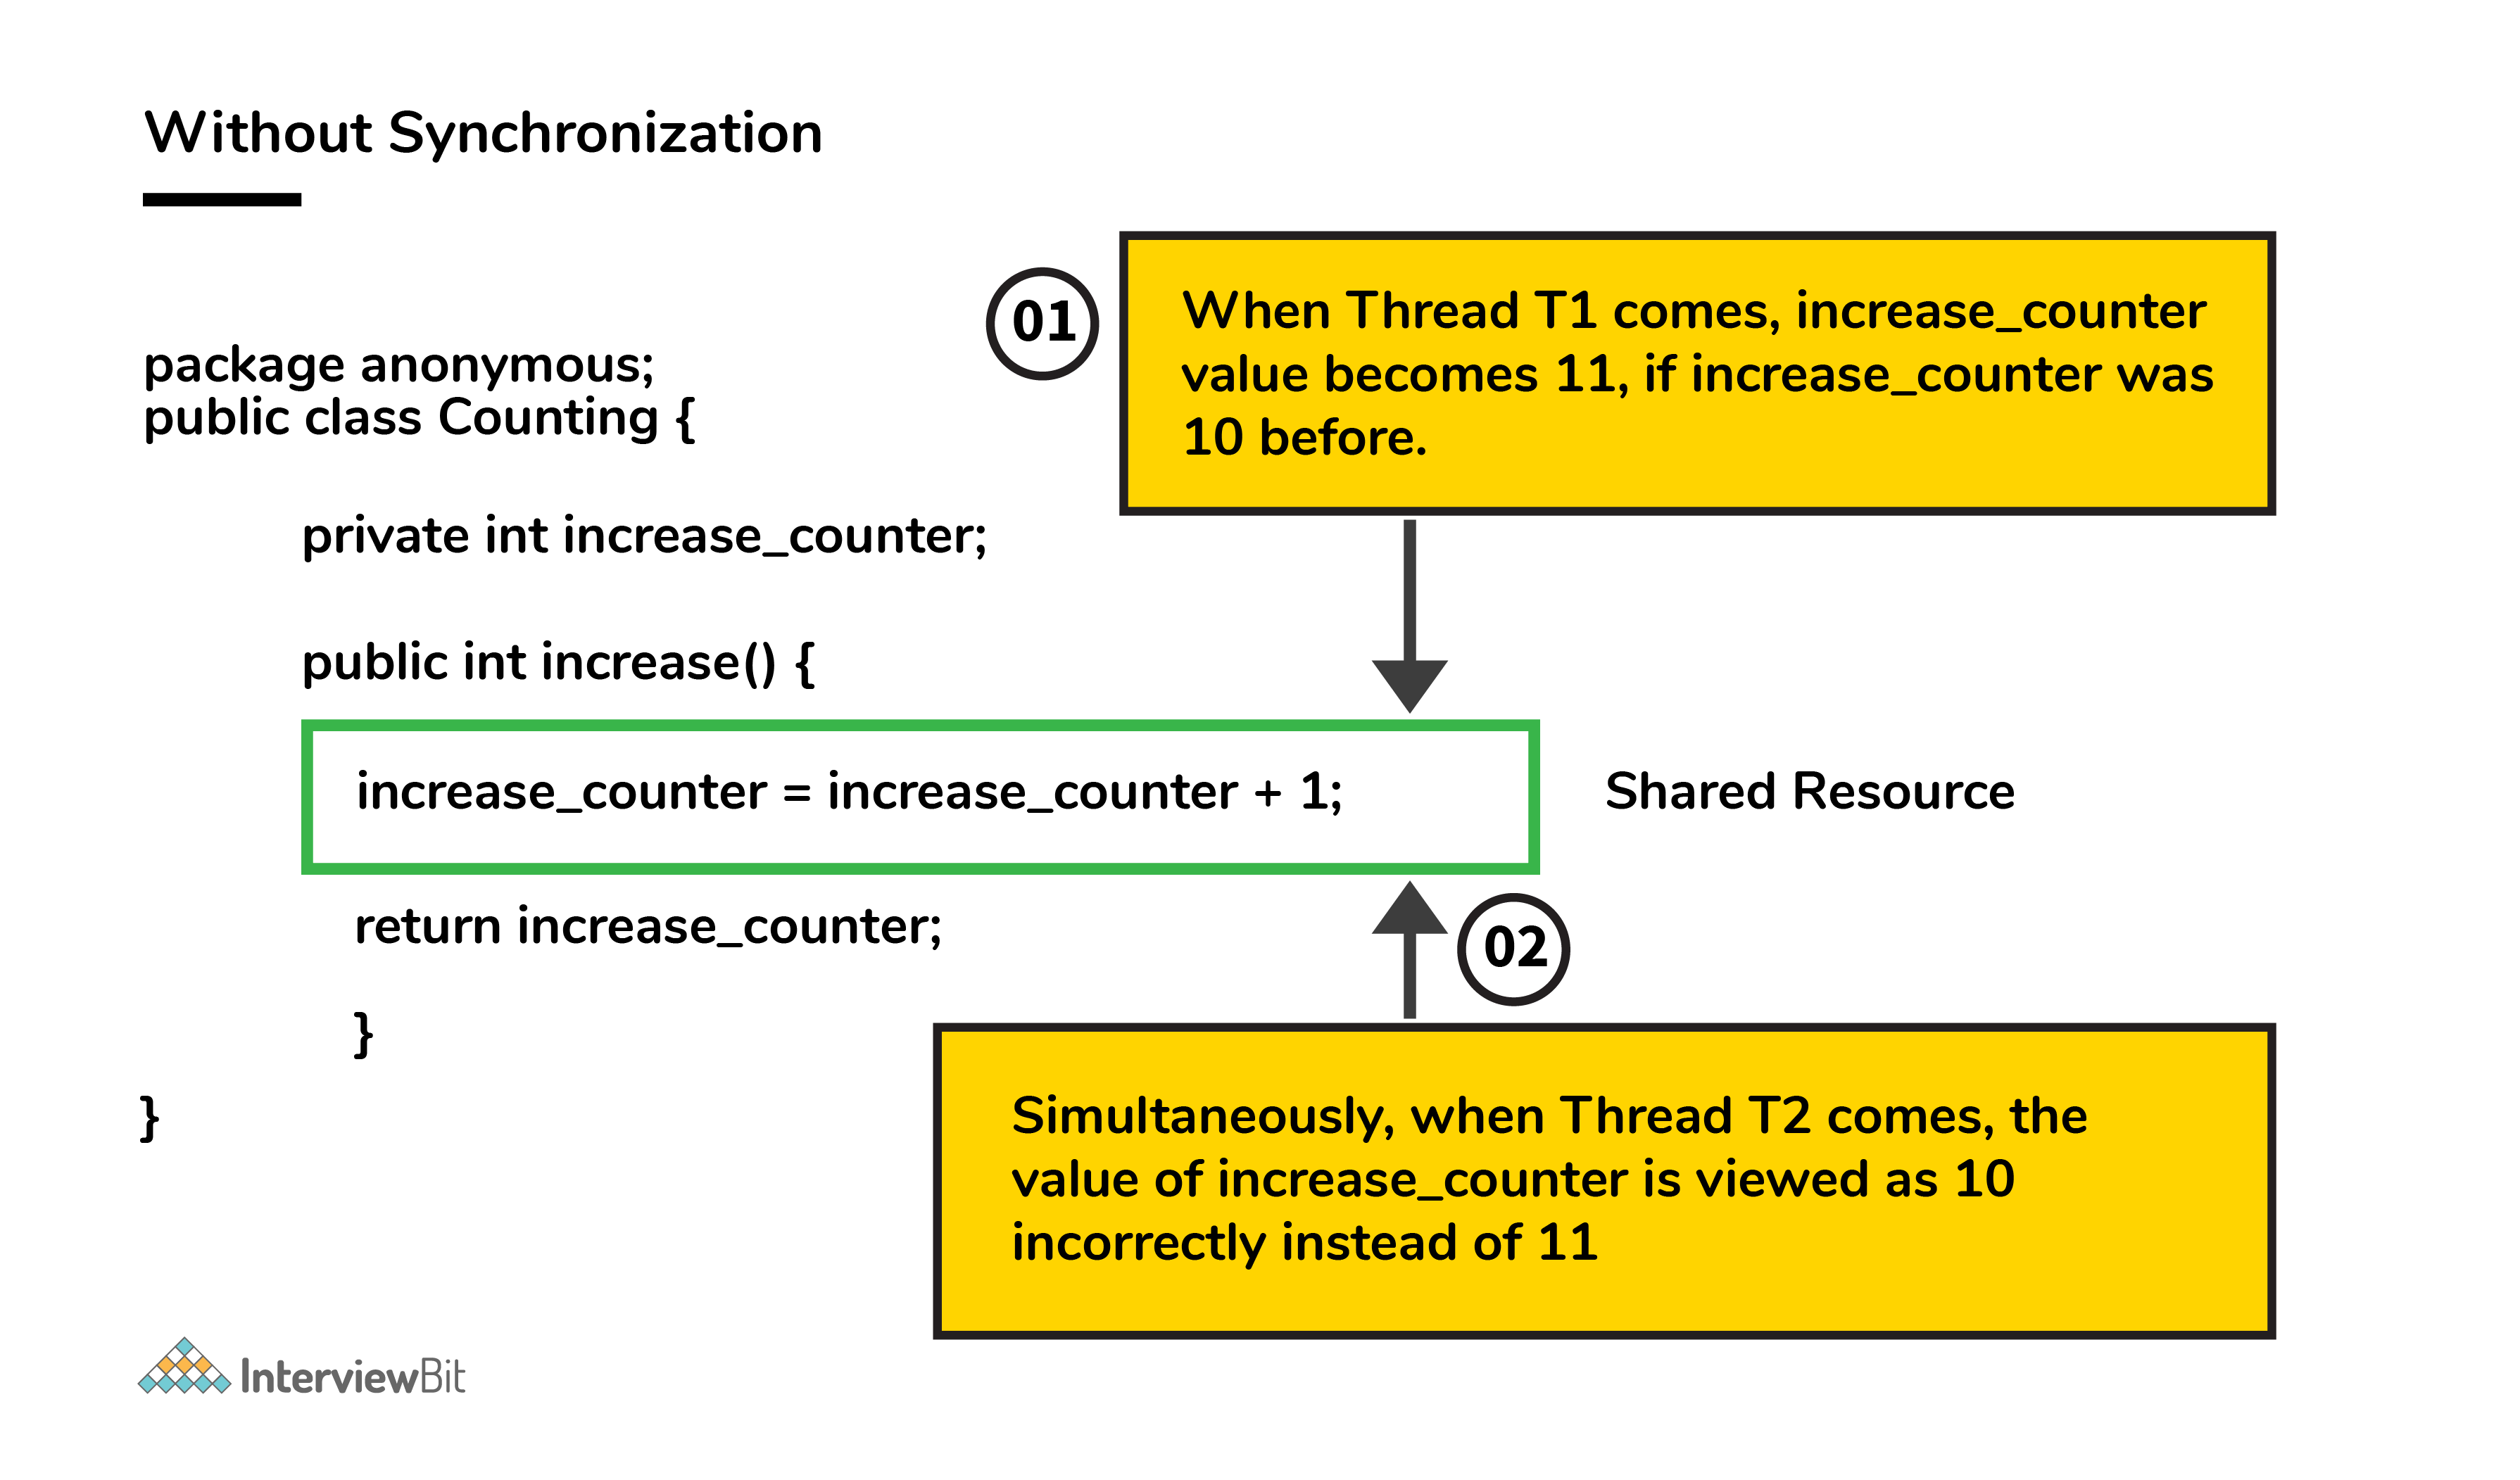 Without Synchronization
01
When Thread T1 comes, increase_counter
value becomes 11, if increase_counter was
10 before.
package anonymous;
public class Counting {
private int increase_counter;
public int increase() {
increase_counter = increase_counter + 1;
Shared Resource
return increase_counter;
02
}
}
Simultaneously, when Thread T2 comes, the
value of increase_counter is viewed as 10
incorrectly instead of 11
InterviewBit